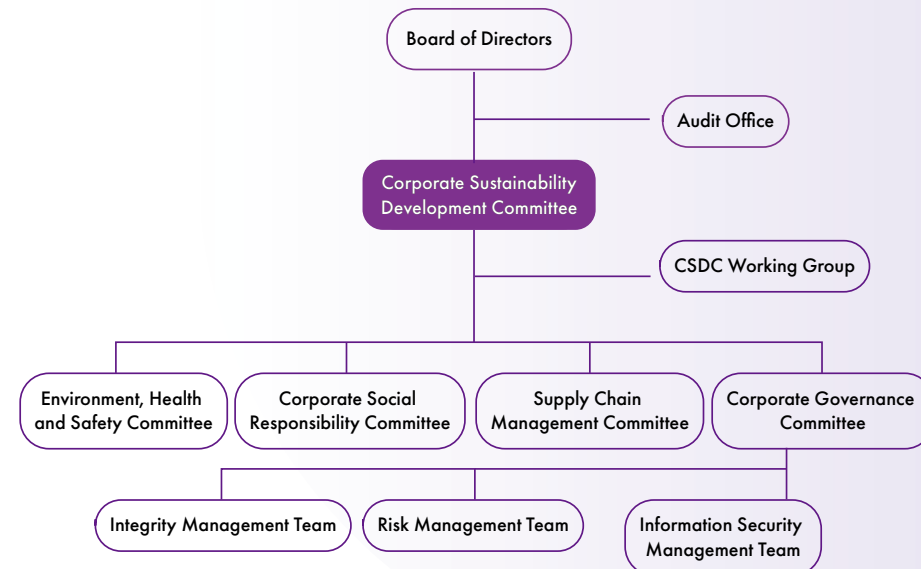 Board of Directors
Audit Office
Corporate Sustainability
Development Committee
CSDC Working Group
Environment, Health
and Safety Committee
Corporate Social
Responsibility Committee
Supply Chain
Management Committee
Corporate Governance
Committee
Integrity Management Team
Risk Management Team
Information Security
Management Team